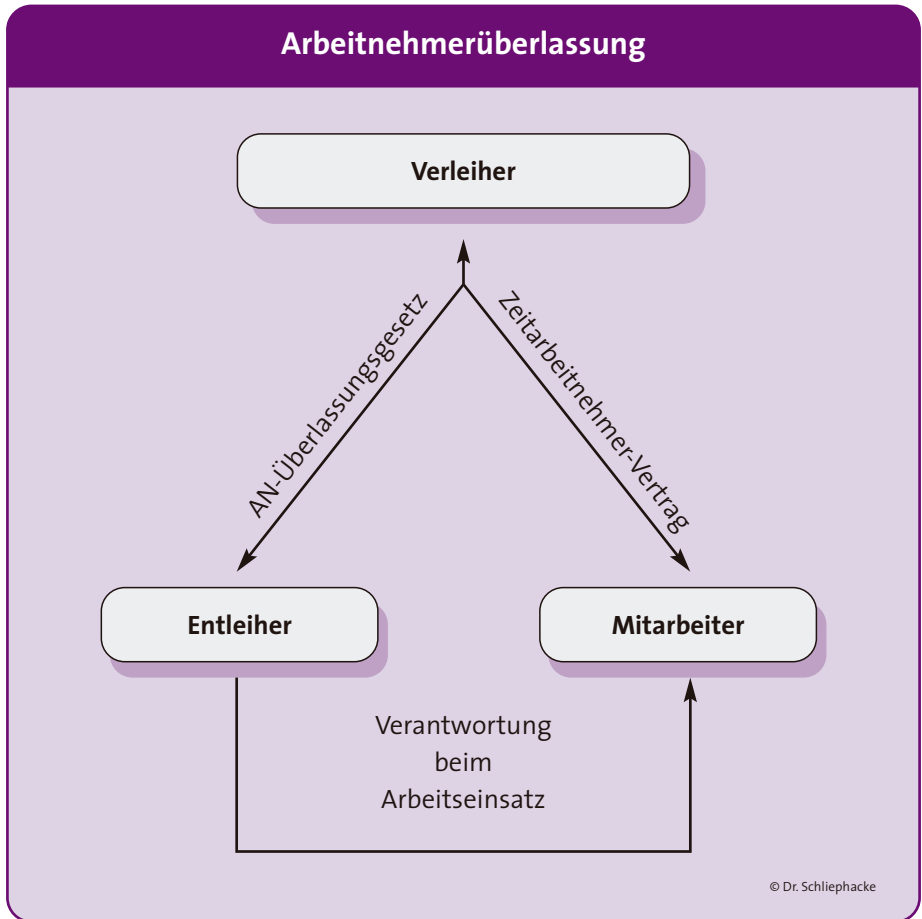 Arbeitnehmerüberlassung
Verleiher
AN-Überlassungsgesetz
Zeitarbeitnehmer-Vertrag
Entleiher
Mitarbeiter
Verantwortung
beim
Arbeitseinsatz
© Dr. Schliephacke